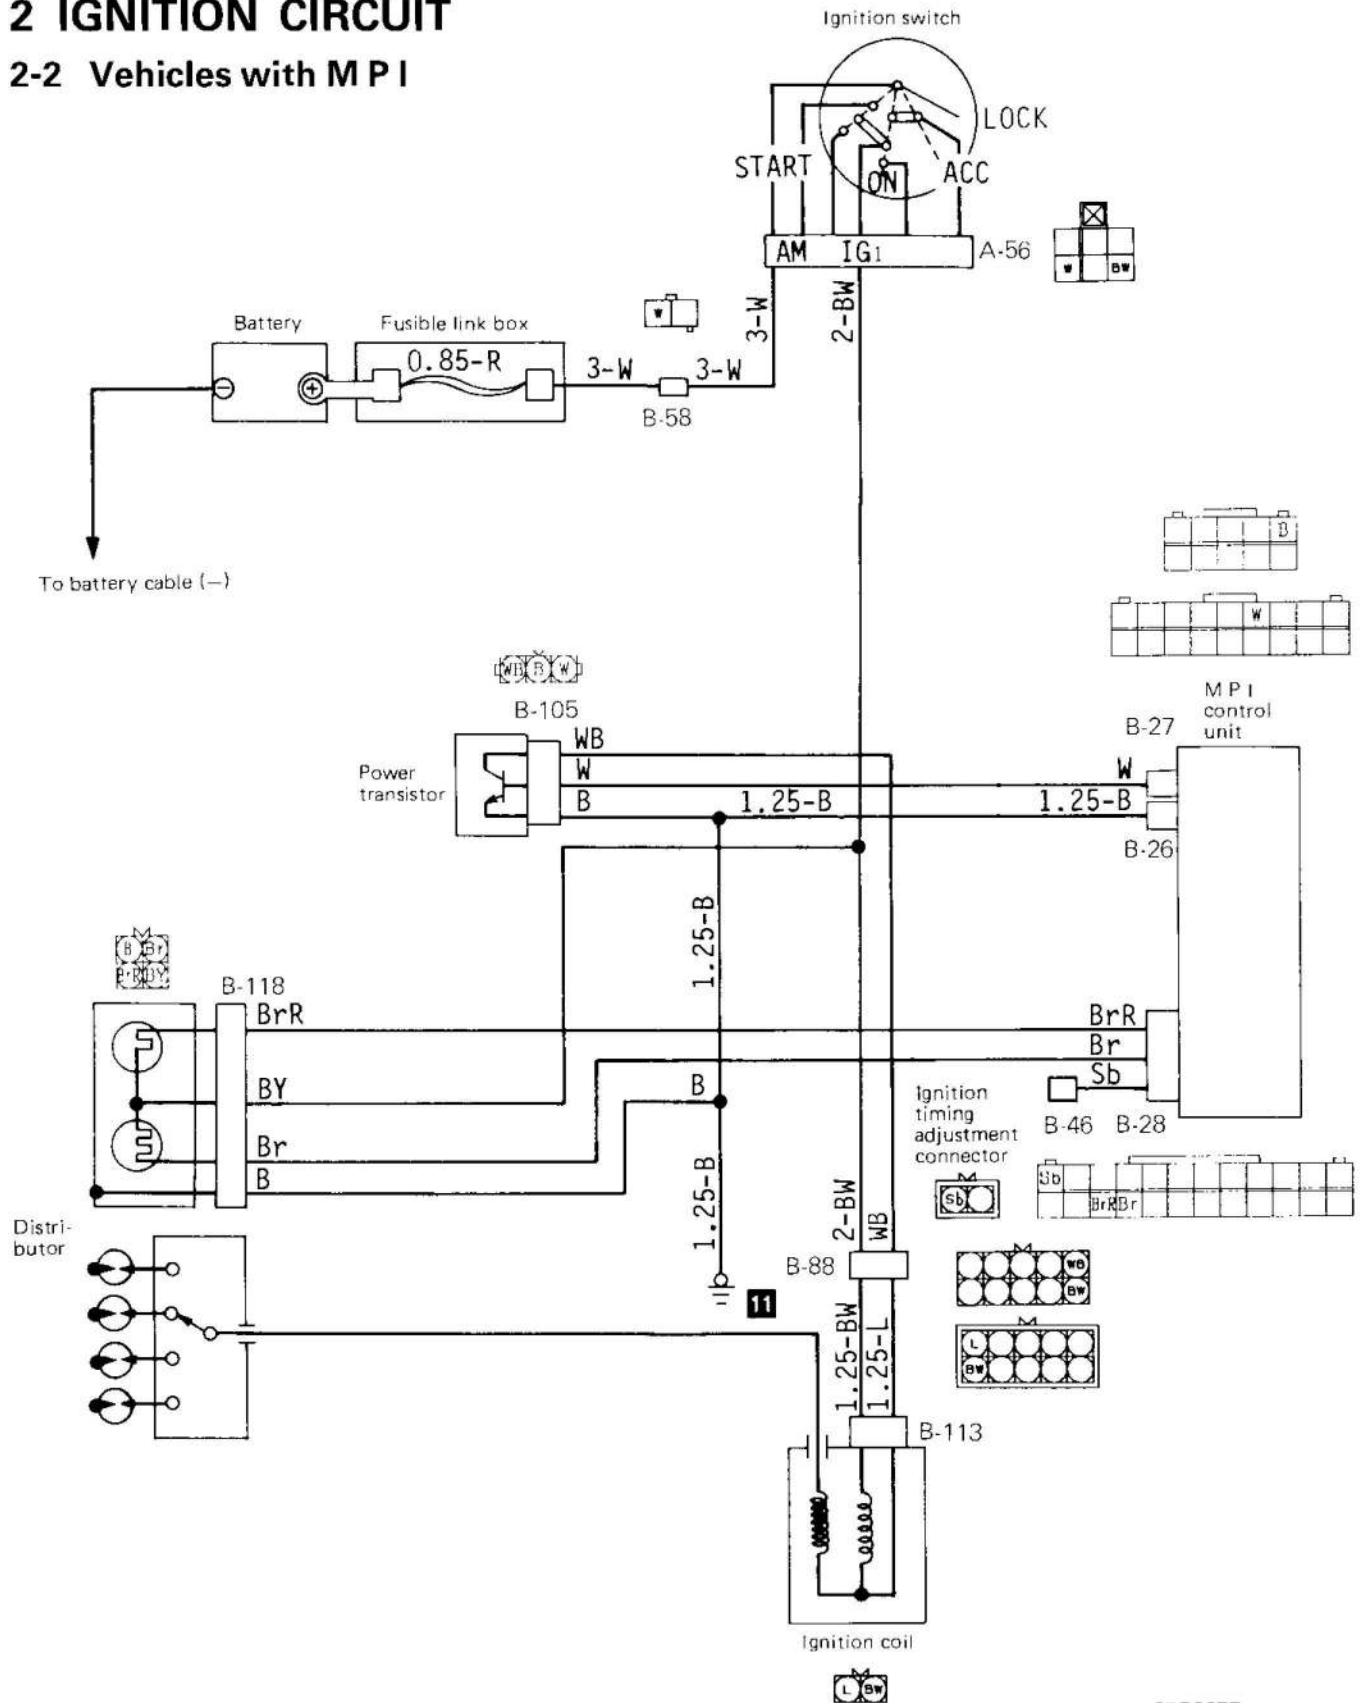 2 IGNITION CIRCUIT
2-2 Vehicles with M P I
Ignition switch
LOCK
START
ACC
ON
AM IG1
A-56
W BW
3-W
2-BW
W
Battery
Fusible link box
0.85-R
3-W
3-W
B-58
To battery cable (−)
B
W
WB B W
B-105
M P I
control
unit
B-27
Power
transistor
WB
W
B
1.25-B
W
1.25-B
B-26
1.25-B
B Br
BrR BY
B-118
BrR
BY
Br
B
B
BrR
Br
Sb
B-46
B-28
Ignition
timing
adjustment
connector
Sb
Sb
BrR Br
1.25-B
2-BW
WB
Distri-
butor
B-88
11
WB
BW
1.25-BW
1.25-L
L
BW
B-113
Ignition coil
L BW